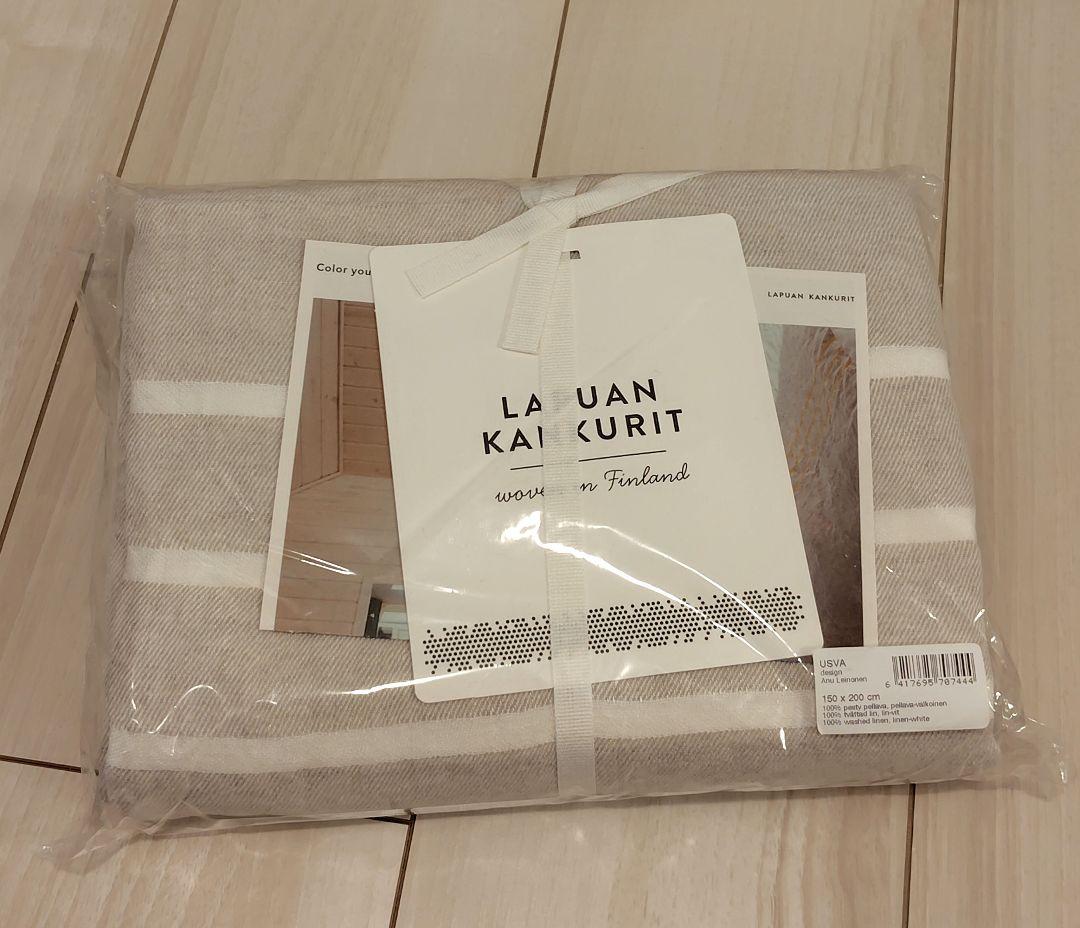 Color you
LAPUAN KANKURIT
LAPUAN
KANKURIT
woven in Finland
USVA
design
Anu Leinonen
6 417695 707444
150 x 200 cm
100% pesty pellava, pellava-valkoinen
100% tvättad lin, lin-vit
100% washed linen, linen-white